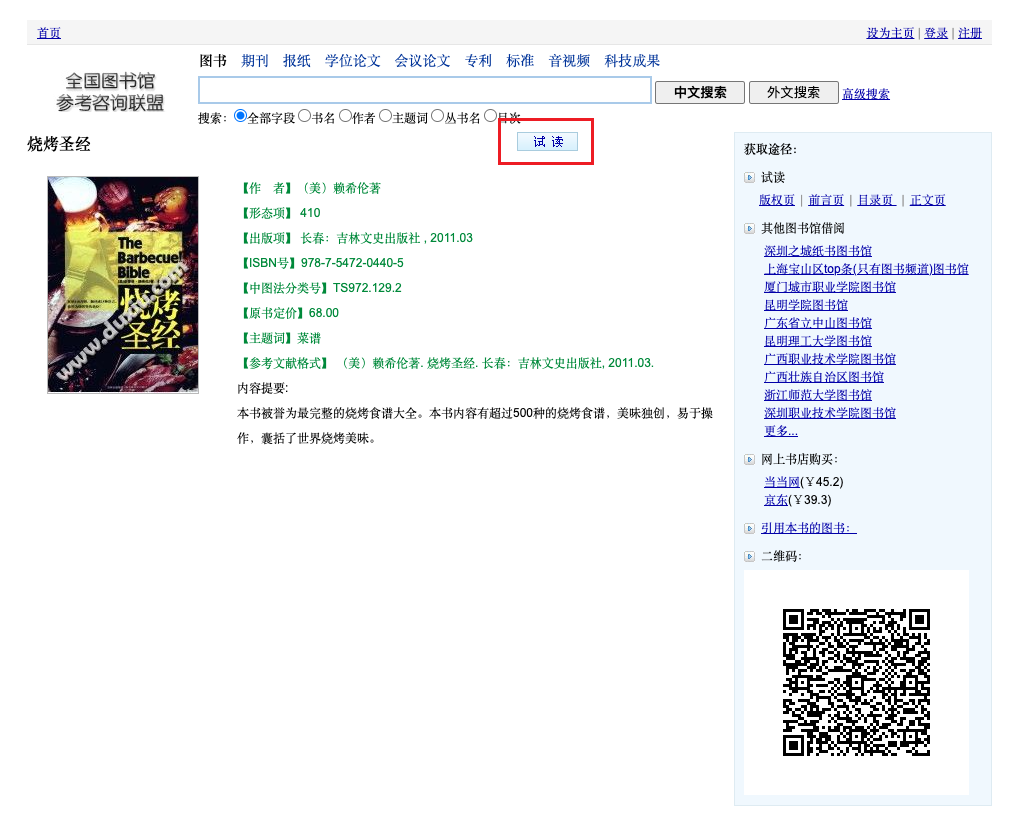 首页
设为主页 | 登录 | 注册
全国图书馆
参考咨询联盟
图书 期刊 报纸 学位论文 会议论文 专利 标准 音视频 科技成果
中文搜索 外文搜索 高级搜索
搜索： 全部字段 书名 作者 主题词 丛书名 目次
烧烤圣经
试 读
The
Barbecue!
Bible
烧烤
圣经
www.duxiu.com
【作 者】（美）赖希伦著
【形态项】 410
【出版项】 长春：吉林文史出版社 , 2011.03
【ISBN号】978-7-5472-0440-5
【中图法分类号】TS972.129.2
【原书定价】68.00
【主题词】菜谱
【参考文献格式】 （美）赖希伦著. 烧烤圣经. 长春：吉林文史出版社, 2011.03.
内容提要:
本书被誉为最完整的烧烤食谱大全。本书内容有超过500种的烧烤食谱，美味独创，易于操
作，囊括了世界烧烤美味。
获取途径：
试读
版权页 | 前言页 | 目录页 | 正文页
其他图书馆借阅
深圳之城纸书图书馆
上海宝山区top条(只有图书频道)图书馆
厦门城市职业学院图书馆
昆明学院图书馆
广东省立中山图书馆
昆明理工大学图书馆
广西职业技术学院图书馆
广西壮族自治区图书馆
浙江师范大学图书馆
深圳职业技术学院图书馆
更多...
网上书店购买：
当当网(￥45.2)
京东(￥39.3)
引用本书的图书：
二维码：